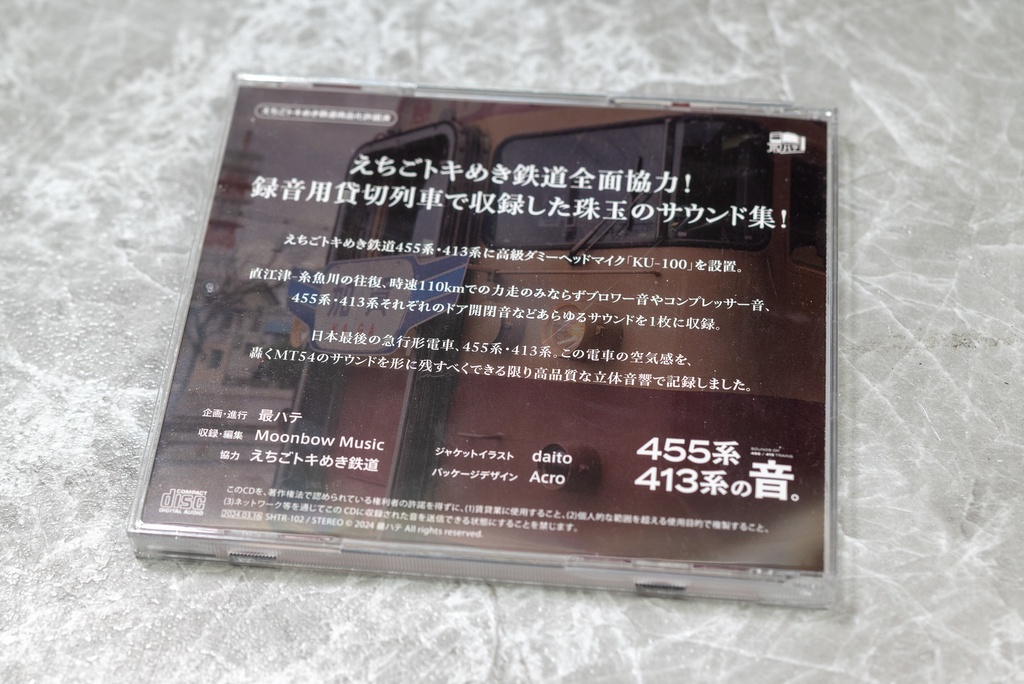 えちごトキめき鉄道商品化許諾済
最ハテ
えちごトキめき鉄道全面協力!
録音用貸切列車で収録した珠玉のサウンド集!
えちごトキめき鉄道455系・413系に高級ダミーヘッドマイク「KU-100」を設置。
直江津-糸魚川の往復、時速110kmでの力走のみならずブロワー音やコンプレッサー音、
455系・413系それぞれのドア開閉音などあらゆるサウンドを1枚に収録。
日本最後の急行形電車、455系・413系。この電車の空気感を、
轟くMT54のサウンドを形に残すべくできる限り高品質な立体音響で記録しました。
企画・進行 最ハテ
収録・編集 Moonbow Music
協力 えちごトキめき鉄道
ジャケットイラスト daito
パッケージデザイン Acro
455系
413系の音。
SOUNDS OF
455 / 413 TRAINS
COMPACT
disc
DIGITAL AUDIO
このCDを、著作権法で認められている権利者の許諾を得ずに、(1)賃貸業に使用すること、(2)個人的な範囲を超える使用目的で複製すること、
(3)ネットワーク等を通じてこのCDに収録された音を送信できる状態にすることを禁じます。
2024.03.16 SHTR-102 / STEREO © 2024 最ハテ All rights reserved.